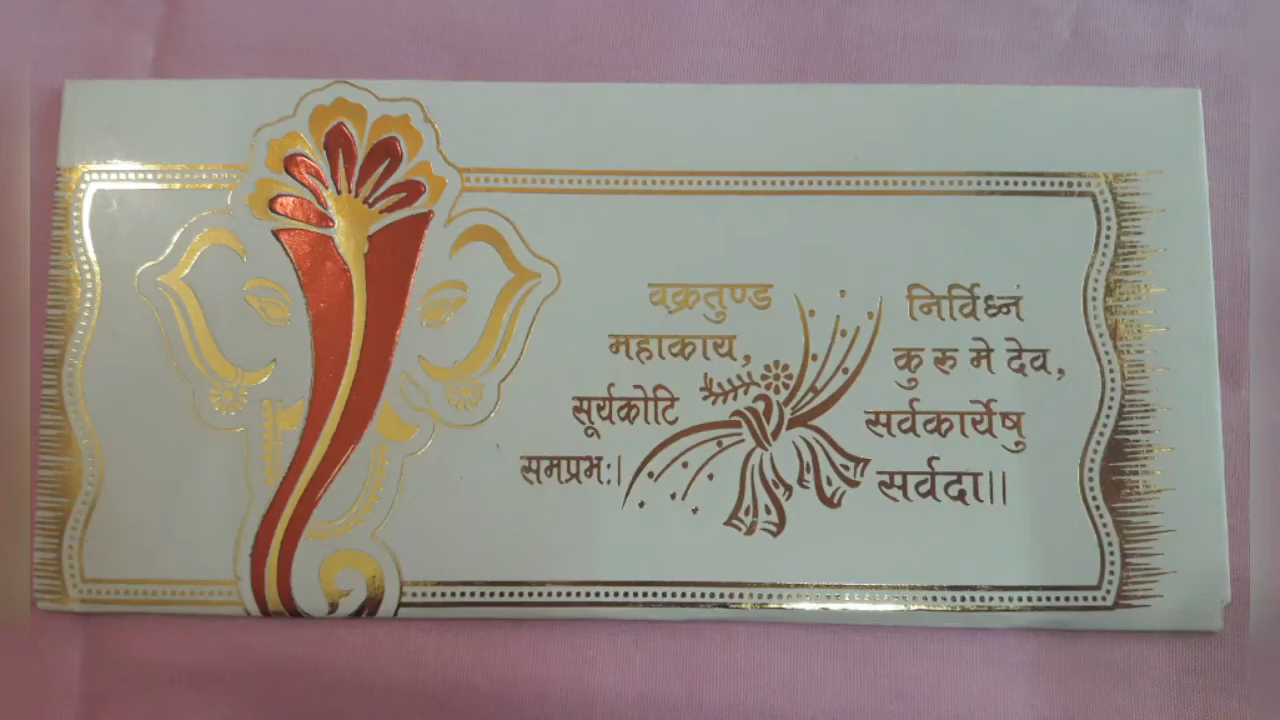 वक्रतुण्ड
महाकाय,
सूर्यकोटि
समप्रभ:।
निर्विध्नं
कुरु मे देव,
सर्वकार्येषु
सर्वदा॥